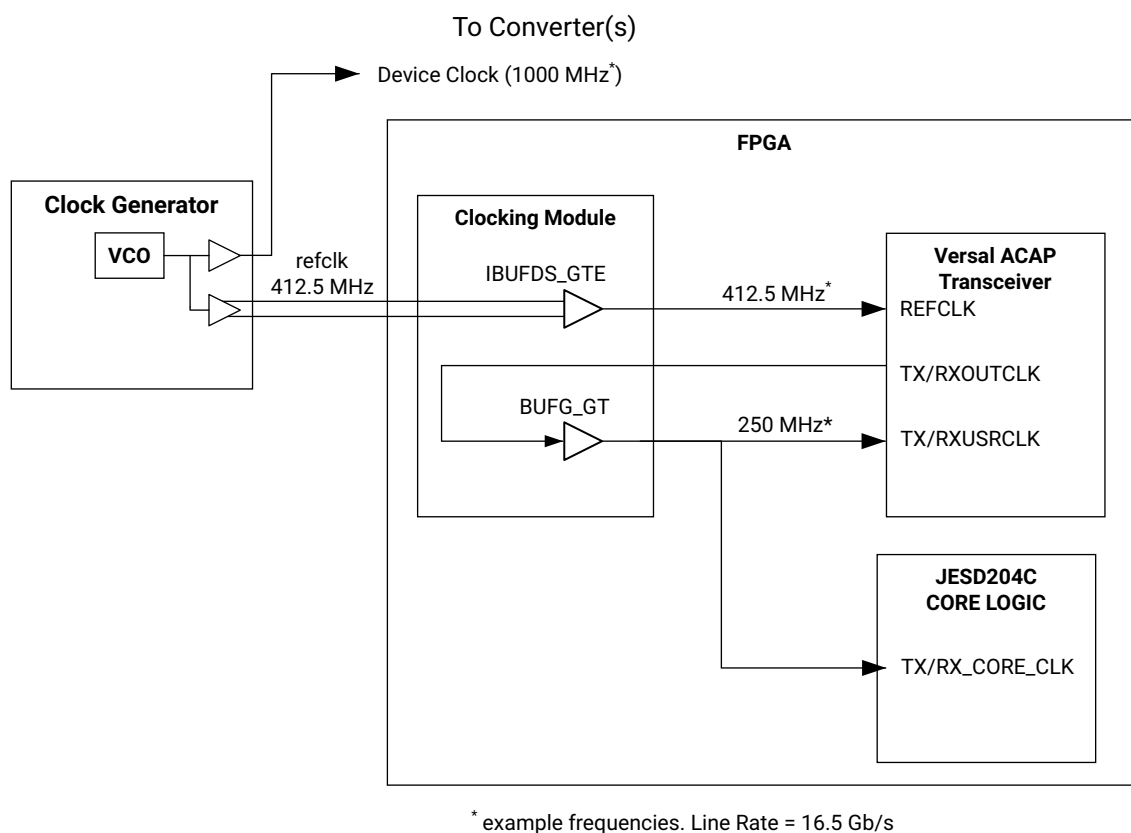 To Converter(s)
Device Clock (1000 MHz*)
FPGA
Clock Generator
VCO
refclk
412.5 MHz
Clocking Module
IBUFDS_GTE
412.5 MHz*
Versal ACAP
Transceiver
REFCLK
TX/RXOUTCLK
BUFG_GT
250 MHz*
TX/RXUSRCLK
JESD204C
CORE LOGIC
TX/RX_CORE_CLK
* example frequencies. Line Rate = 16.5 Gb/s